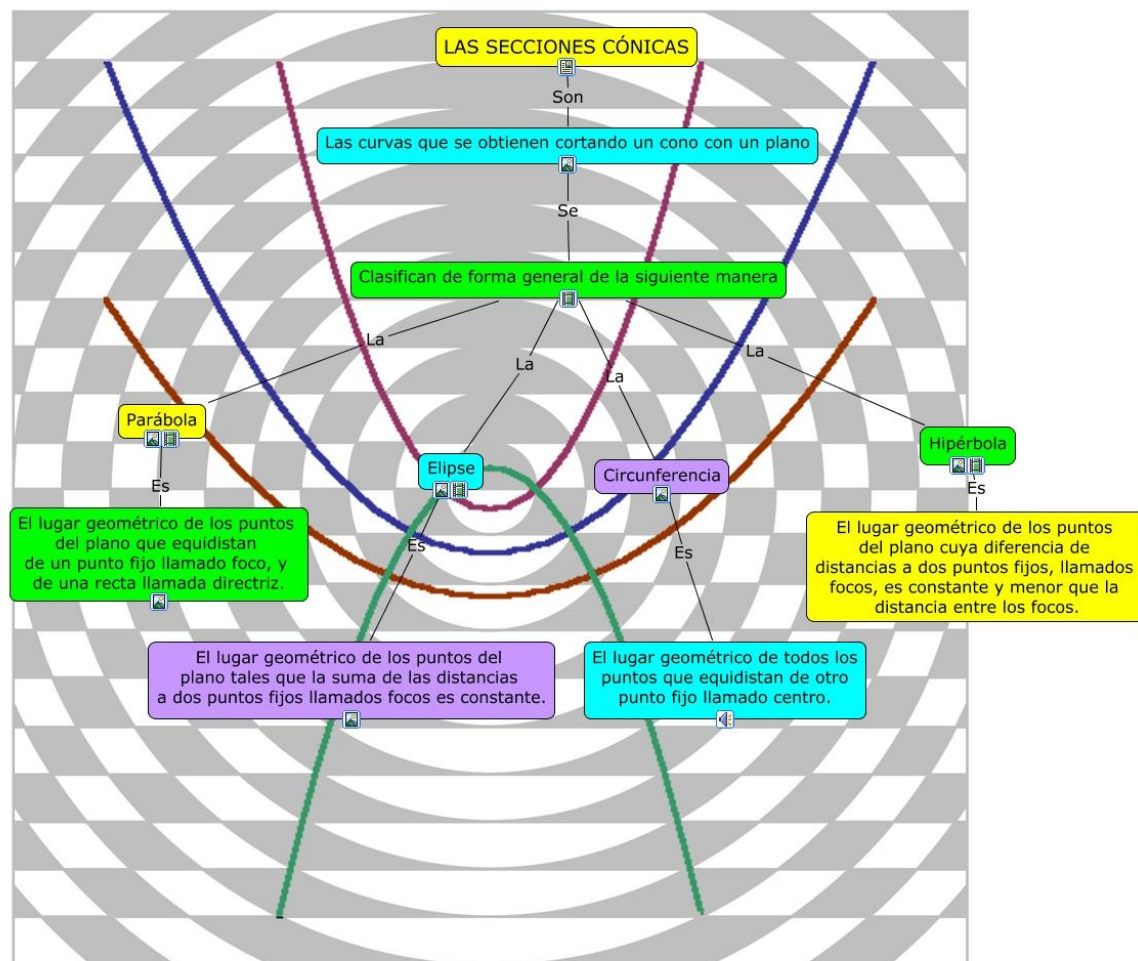 LAS SECCIONES CÓNICAS
Son
Las curvas que se obtienen cortando un cono con un plano
Se
Clasifican de forma general de la siguiente manera
La
La
La
La
Parábola
Elipse
Circunferencia
Hipérbola
Es
Es
Es
Es
El lugar geométrico de los puntos
del plano que equidistan
de un punto fijo llamado foco, y
de una recta llamada directriz.
El lugar geométrico de los puntos del
plano tales que la suma de las distancias
a dos puntos fijos llamados focos es constante.
El lugar geométrico de todos los
puntos que equidistan de otro
punto fijo llamado centro.
El lugar geométrico de los puntos
del plano cuya diferencia de
distancias a dos puntos fijos, llamados
focos, es constante y menor que la
distancia entre los focos.